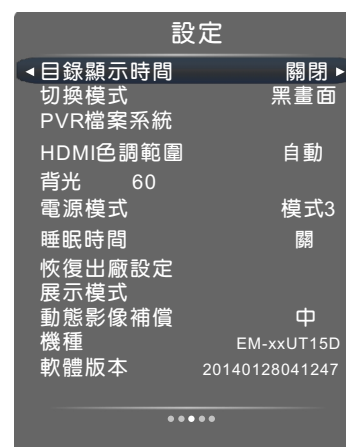 設定
目錄顯示時間 關閉
切換模式 黑畫面
PVR檔案系統
HDMI色調範圍 自動
背光 60
電源模式 模式3
睡眠時間 關
恢復出廠設定
展示模式
動態影像補償 中
機種 EM-xxUT15D
軟體版本 20140128041247